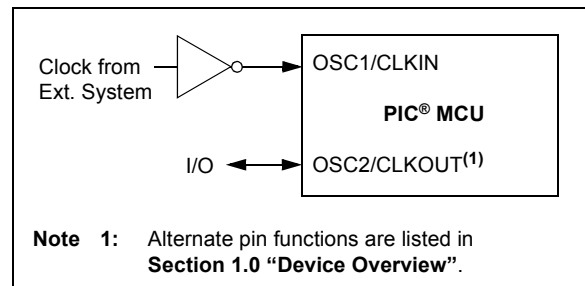 Clock from
Ext. System
OSC1/CLKIN
PIC® MCU
I/O
OSC2/CLKOUT(1)
Note 1: Alternate pin functions are listed in
Section 1.0 “Device Overview”.